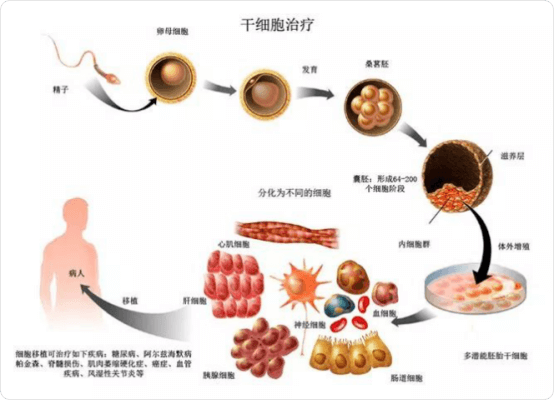 干细胞治疗
卵母细胞
精子
发育
桑葚胚
滋养层
囊胚：形成64-200
个细胞阶段
分化为不同的细胞
心肌细胞
内细胞群
体外增殖
病人
移植
肝细胞
神经细胞
血细胞
多潜能胚胎干细胞
胰腺细胞
肠道细胞
细胞移植可治疗如下疾病：糖尿病、阿尔兹海默病
帕金森、脊髓损伤、肌肉萎缩硬化症、癌症、血管
疾病、风湿性关节炎等